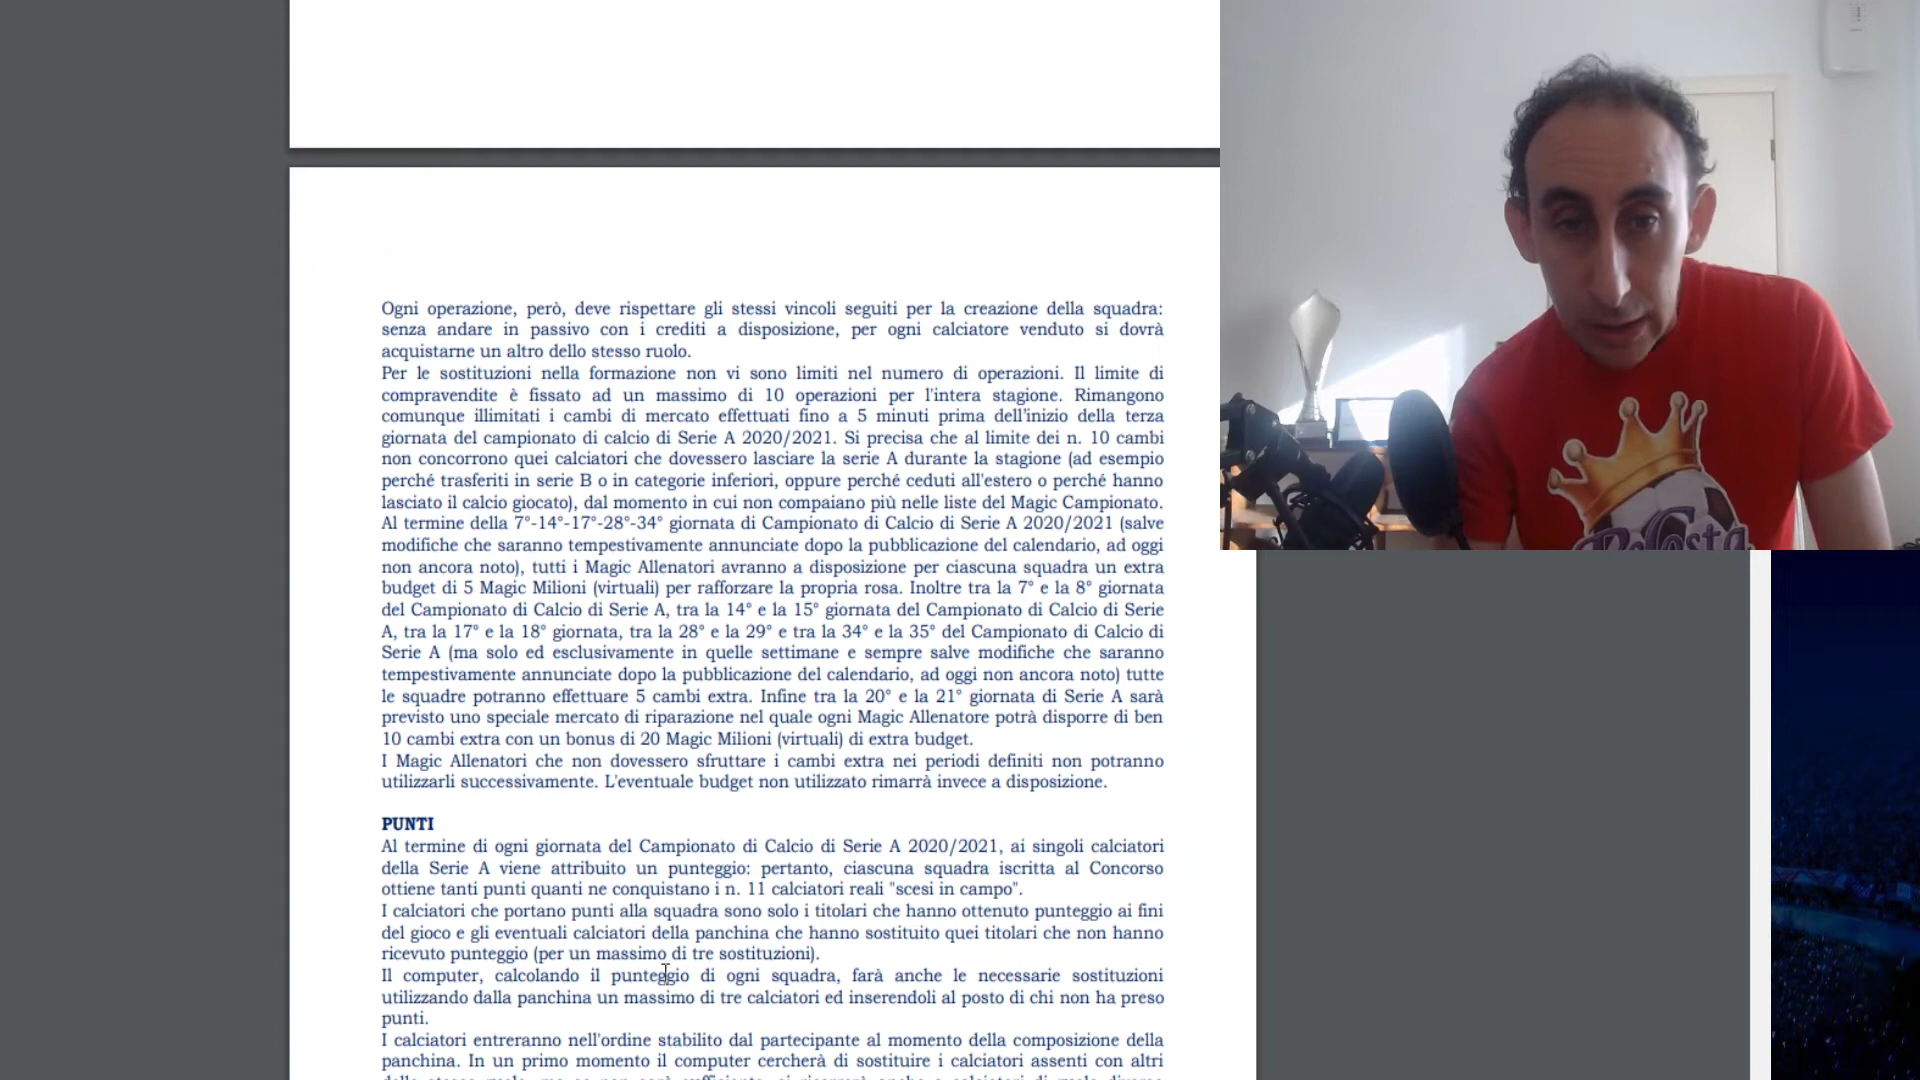 Ogni operazione, però, deve rispettare gli stessi vincoli seguiti per la creazione della squadra:
senza andare in passivo con i crediti a disposizione, per ogni calciatore venduto si dovrà
acquistarne un altro dello stesso ruolo.
Per le sostituzioni nella formazione non vi sono limiti nel numero di operazioni. Il limite di
compravendite è fissato ad un massimo di 10 operazioni per l'intera stagione. Rimangono
comunque illimitati i cambi di mercato effettuati fino a 5 minuti prima dell’inizio della terza
giornata del campionato di calcio di Serie A 2020/2021. Si precisa che al limite dei n. 10 cambi
non concorrono quei calciatori che dovessero lasciare la serie A durante la stagione (ad esempio
perché trasferiti in serie B o in categorie inferiori, oppure perché ceduti all'estero o perché hanno
lasciato il calcio giocato), dal momento in cui non compaiano più nelle liste del Magic Campionato.
Al termine della 7°-14°-17°-28°-34° giornata di Campionato di Calcio di Serie A 2020/2021 (salve
modifiche che saranno tempestivamente annunciate dopo la pubblicazione del calendario, ad oggi
non ancora noto), tutti i Magic Allenatori avranno a disposizione per ciascuna squadra un extra
budget di 5 Magic Milioni (virtuali) per rafforzare la propria rosa. Inoltre tra la 7° e la 8° giornata
del Campionato di Calcio di Serie A, tra la 14° e la 15° giornata del Campionato di Calcio di Serie
A, tra la 17° e la 18° giornata, tra la 28° e la 29° e tra la 34° e la 35° del Campionato di Calcio di
Serie A (ma solo ed esclusivamente in quelle settimane e sempre salve modifiche che saranno
tempestivamente annunciate dopo la pubblicazione del calendario, ad oggi non ancora noto) tutte
le squadre potranno effettuare 5 cambi extra. Infine tra la 20° e la 21° giornata di Serie A sarà
previsto uno speciale mercato di riparazione nel quale ogni Magic Allenatore potrà disporre di ben
10 cambi extra con un bonus di 20 Magic Milioni (virtuali) di extra budget.
I Magic Allenatori che non dovessero sfruttare i cambi extra nei periodi definiti non potranno
utilizzarli successivamente. L'eventuale budget non utilizzato rimarrà invece a disposizione.
PUNTI
Al termine di ogni giornata del Campionato di Calcio di Serie A 2020/2021, ai singoli calciatori
della Serie A viene attribuito un punteggio: pertanto, ciascuna squadra iscritta al Concorso
ottiene tanti punti quanti ne conquistano i n. 11 calciatori reali "scesi in campo".
I calciatori che portano punti alla squadra sono solo i titolari che hanno ottenuto punteggio ai fini
del gioco e gli eventuali calciatori della panchina che hanno sostituito quei titolari che non hanno
ricevuto punteggio (per un massimo di tre sostituzioni).
Il computer, calcolando il punteggio di ogni squadra, farà anche le necessarie sostituzioni
utilizzando dalla panchina un massimo di tre calciatori ed inserendoli al posto di chi non ha preso
punti.
I calciatori entreranno nell'ordine stabilito dal partecipante al momento della composizione della
panchina. In un primo momento il computer cercherà di sostituire i calciatori assenti con altri